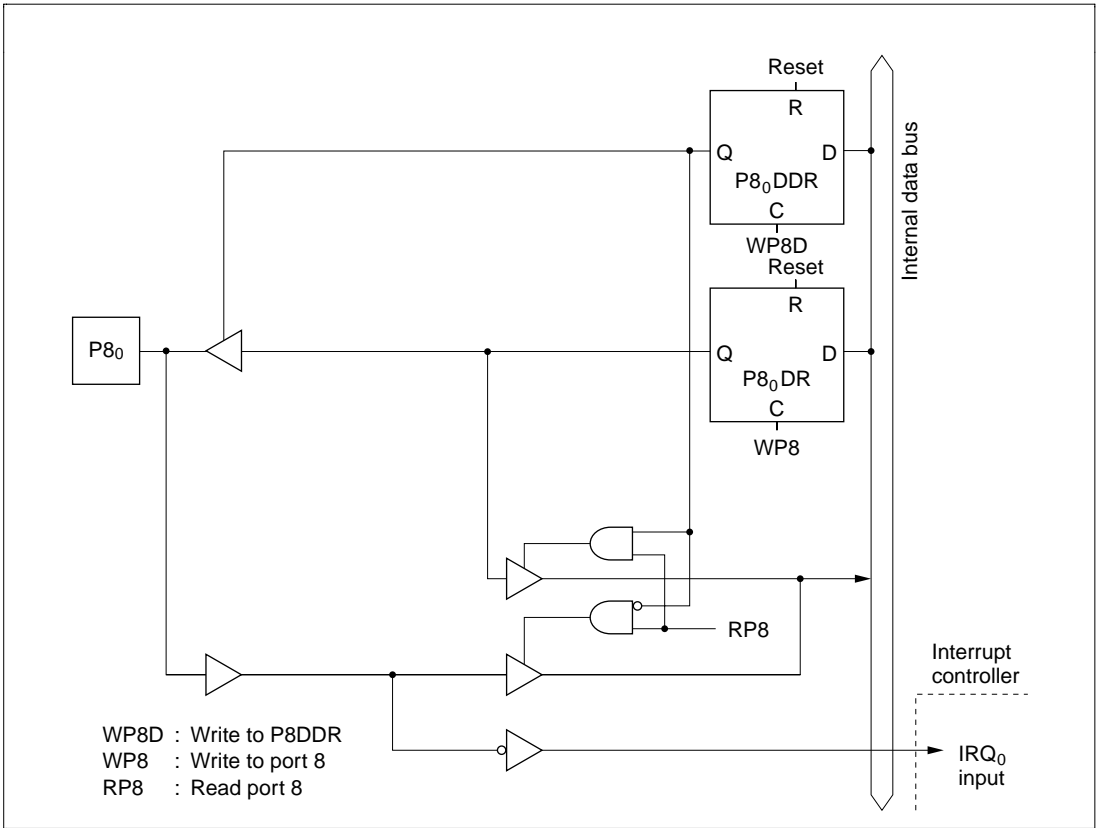 Reset
R
Q D
P8₀DDR
C
WP8D
Reset
R
Q D
P8₀DR
C
WP8
Internal data bus
P8₀
RP8
Interrupt
controller
IRQ₀
input
WP8D : Write to P8DDR
WP8 : Write to port 8
RP8 : Read port 8